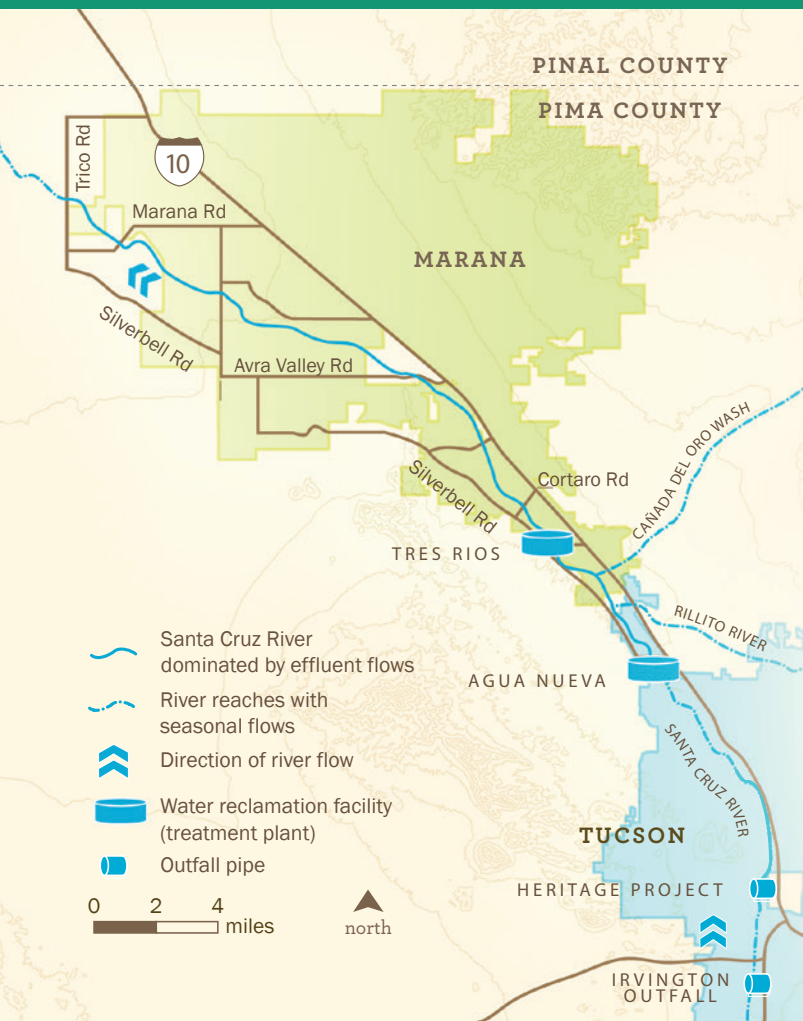 PINAL COUNTY
PIMA COUNTY
Trico Rd
10
Marana Rd
MARANA
Silverbell Rd
Avra Valley Rd
CAÑADA DEL ORO WASH
Silverbell Rd
Cortaro Rd
TRES RIOS
RILLITO RIVER
Santa Cruz River
dominated by effluent flows
AGUA NUEVA
River reaches with
seasonal flows
Direction of river flow
SANTA CRUZ RIVER
Water reclamation facility
(treatment plant)
TUCSON
Outfall pipe
HERITAGE PROJECT
0 2 4
miles
north
IRVINGTON
OUTFALL